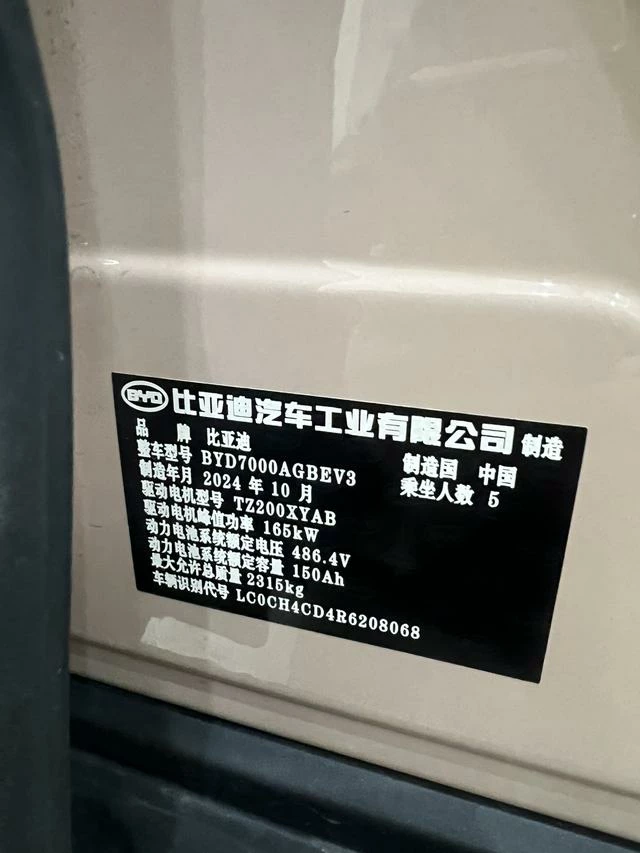 BYD 比亚迪汽车工业有限公司 制造
品牌 比亚迪
制造国 中国
整车型号 BYD7000AGBEV3
乘坐人数 5
制造年月 2024 年 10 月
驱动电机型号 TZ200XYAB
驱动电机峰值功率 165kW
动力电池系统额定电压 486.4V
动力电池系统额定容量 150Ah
最大允许总质量 2315kg
车辆识别代号 LC0CH4CD4R6208068